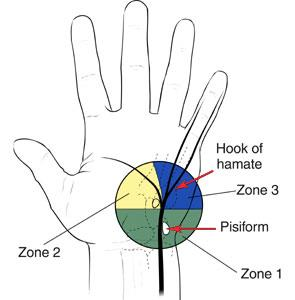 Hook of
hamate
Zone 3
Pisiform
Zone 2
Zone 1